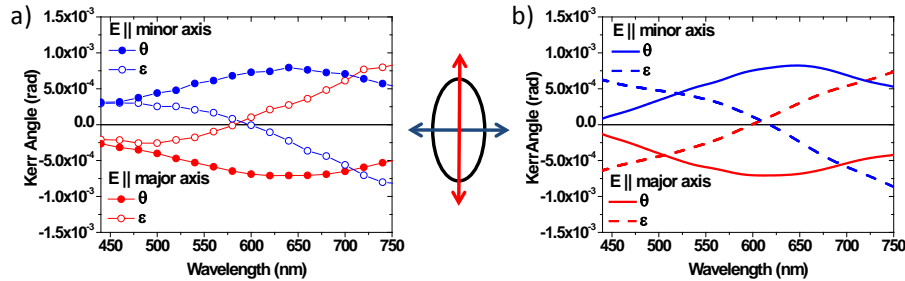 a)
1.5x10⁻³
1.0x10⁻³
5.0x10⁻⁴
0.0
-5.0x10⁻⁴
-1.0x10⁻³
-1.5x10⁻³
Kerr Angle (rad)
E || minor axis
θ
ε
E || major axis
θ
ε
450 500 550 600 650 700 750
Wavelength (nm)
b)
1.5x10⁻³
1.0x10⁻³
5.0x10⁻⁴
0.0
-5.0x10⁻⁴
-1.0x10⁻³
-1.5x10⁻³
Kerr Angle (rad)
E || minor axis
θ
ε
E || major axis
θ
ε
450 500 550 600 650 700 750
Wavelength (nm)